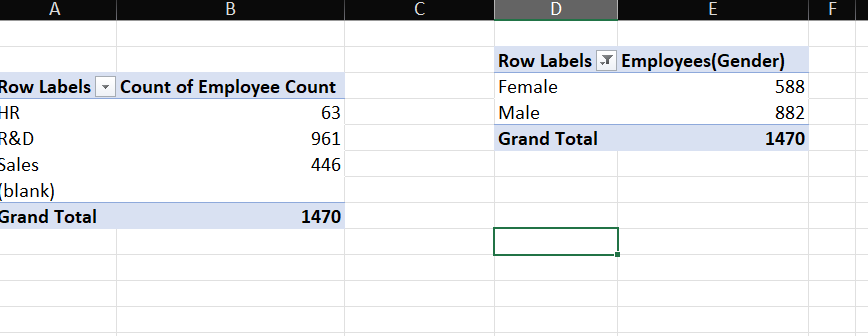 A B C D E F
Row Labels Employees(Gender)
Row Labels Count of Employee Count
Female 588
HR 63
Male 882
R&D 961
Grand Total 1470
Sales 446
(blank)
Grand Total 1470